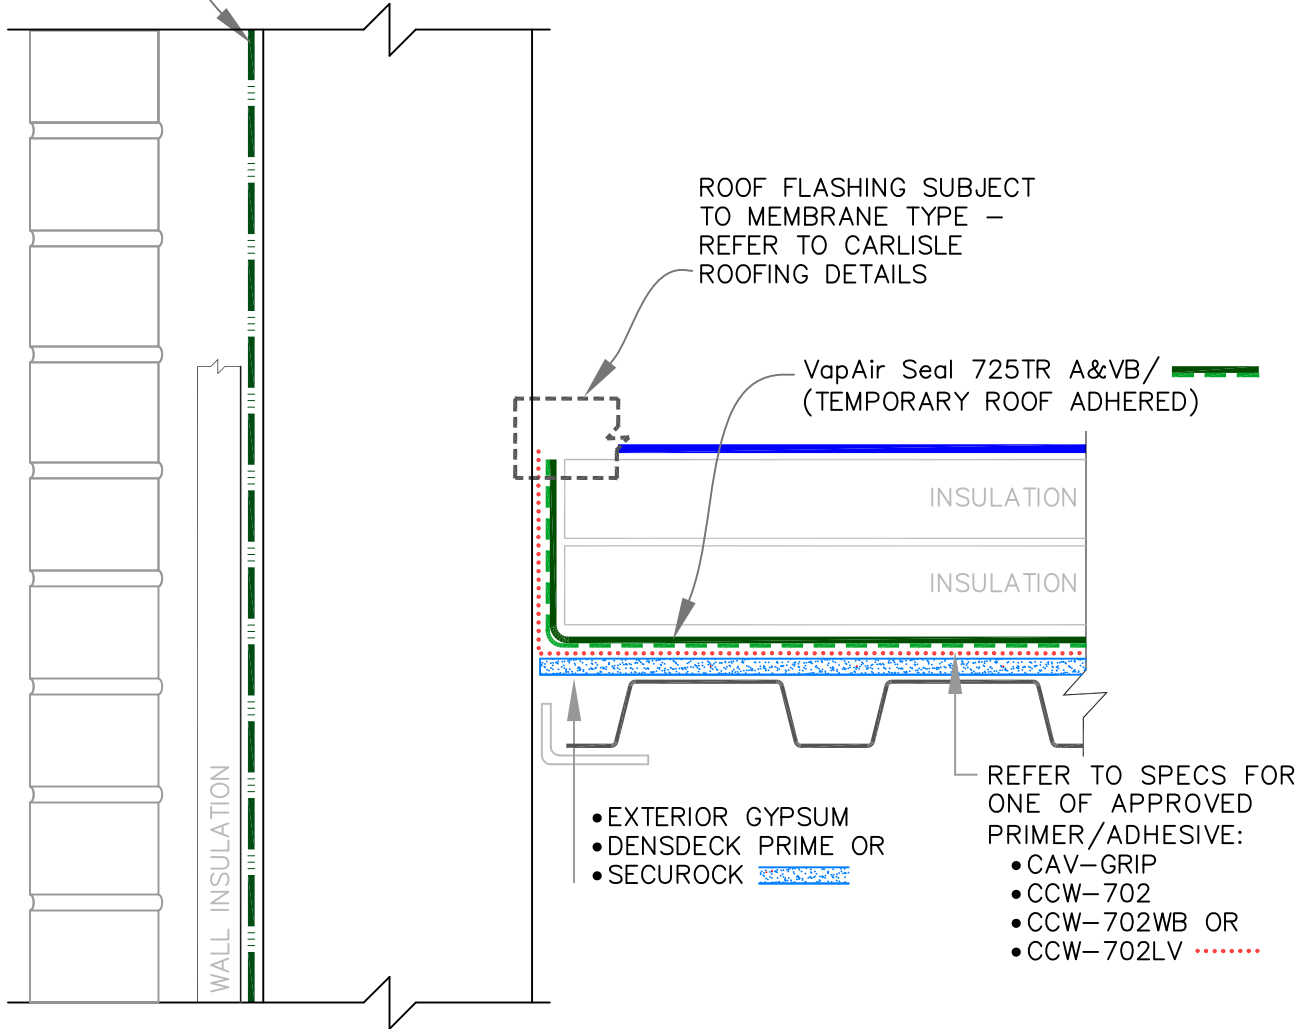 ROOF FLASHING SUBJECT
TO MEMBRANE TYPE –
REFER TO CARLISLE
ROOFING DETAILS
VapAir Seal 725TR A&VB/
(TEMPORARY ROOF ADHERED)
INSULATION
INSULATION
WALL INSULATION
• EXTERIOR GYPSUM
• DENSDECK PRIME OR
• SECUROCK
REFER TO SPECS FOR
ONE OF APPROVED
PRIMER/ADHESIVE:
• CAV–GRIP
• CCW–702
• CCW–702WB OR
• CCW–702LV